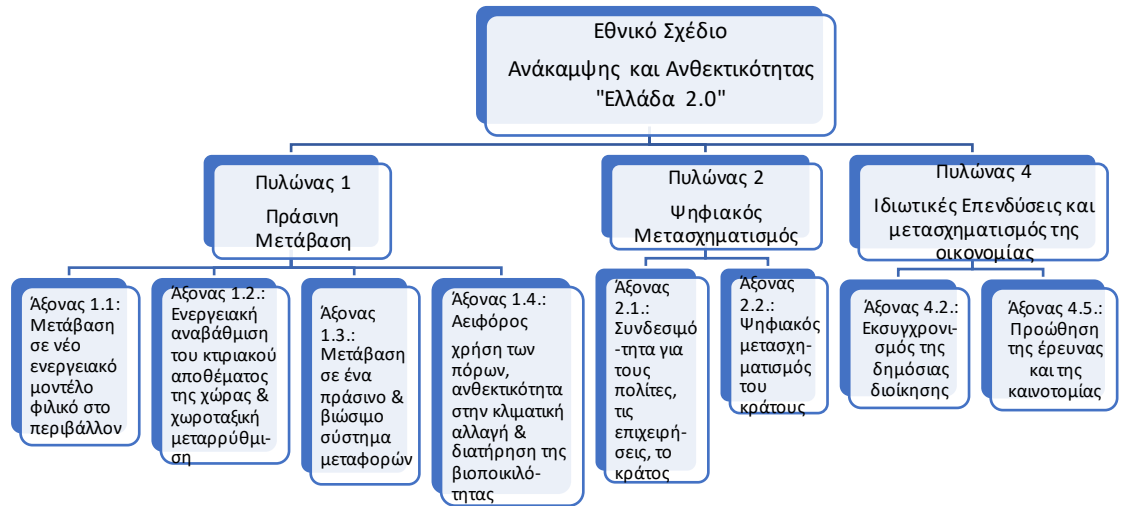 Εθνικό Σχέδιο
Ανάκαμψης και Ανθεκτικότητας
"Ελλάδα 2.0"
Πυλώνας 1
Πράσινη
Μετάβαση
Πυλώνας 2
Ψηφιακός
Μετασχηματισμός
Πυλώνας 4
Ιδιωτικές Επενδύσεις και
μετασχηματισμός της
οικονομίας
Άξονας 1.1:
Μετάβαση
σε νέο
ενεργειακό
μοντέλο
φιλικό στο
περιβάλλον
Άξονας 1.2.:
Ενεργειακή
αναβάθμιση
του κτιριακού
αποθέματος
της χώρας &
χωροταξική
μεταρρύθμι-
ση
Άξονας
1.3.:
Μετάβαση
σε ένα
πράσινο &
βιώσιμο
σύστημα
μεταφορών
Άξονας 1.4.:
Αειφόρος
χρήση των
πόρων,
ανθεκτικότητα
στην κλιματική
αλλαγή &
διατήρηση της
βιοποικιλό-
τητας
Άξονας
2.1.:
Συνδεσιμό
-τητα για
τους
πολίτες,
τις
επιχειρή-
σεις, το
κράτος
Άξονας
2.2.:
Ψηφιακός
μετασχη-
ματισμός
του
κράτους
Άξονας 4.2.:
Εκσυγχρονι-
σμός της
δημόσιας
διοίκησης
Άξονας 4.5.:
Προώθηση
της έρευνας
και της
καινοτομίας